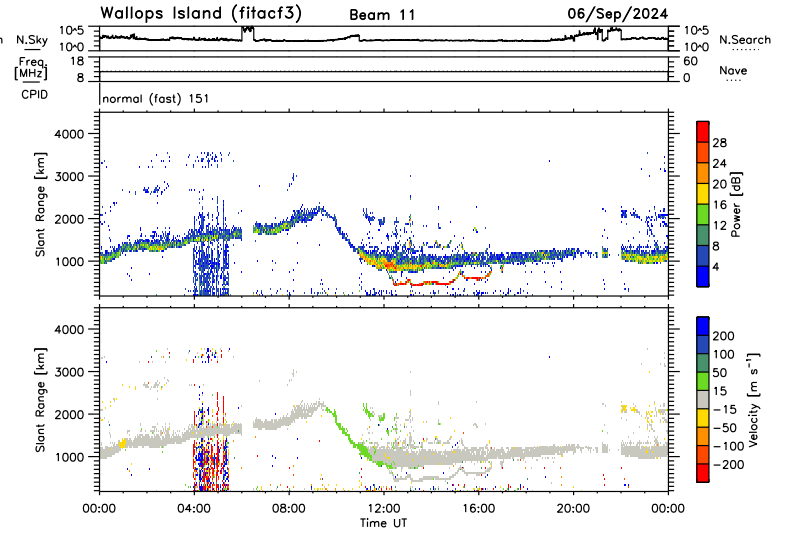 Wallops Island (fitacf3) Beam 11 06/Sep/2024
N.Sky 10^5 10^0 10^5 10^0 N.Search
Freq. [MHz] 18 8 60 0 Nave
CPID normal (fast) 151
Slant Range [km] 4000 3000 2000 1000
28 24 20 16 12 8 4 Power [dB]
Slant Range [km] 4000 3000 2000 1000
200 100 50 15 −15 −50 −100 −200 Velocity [m s⁻¹]
00:00 04:00 08:00 12:00 16:00 20:00 00:00
Time UT